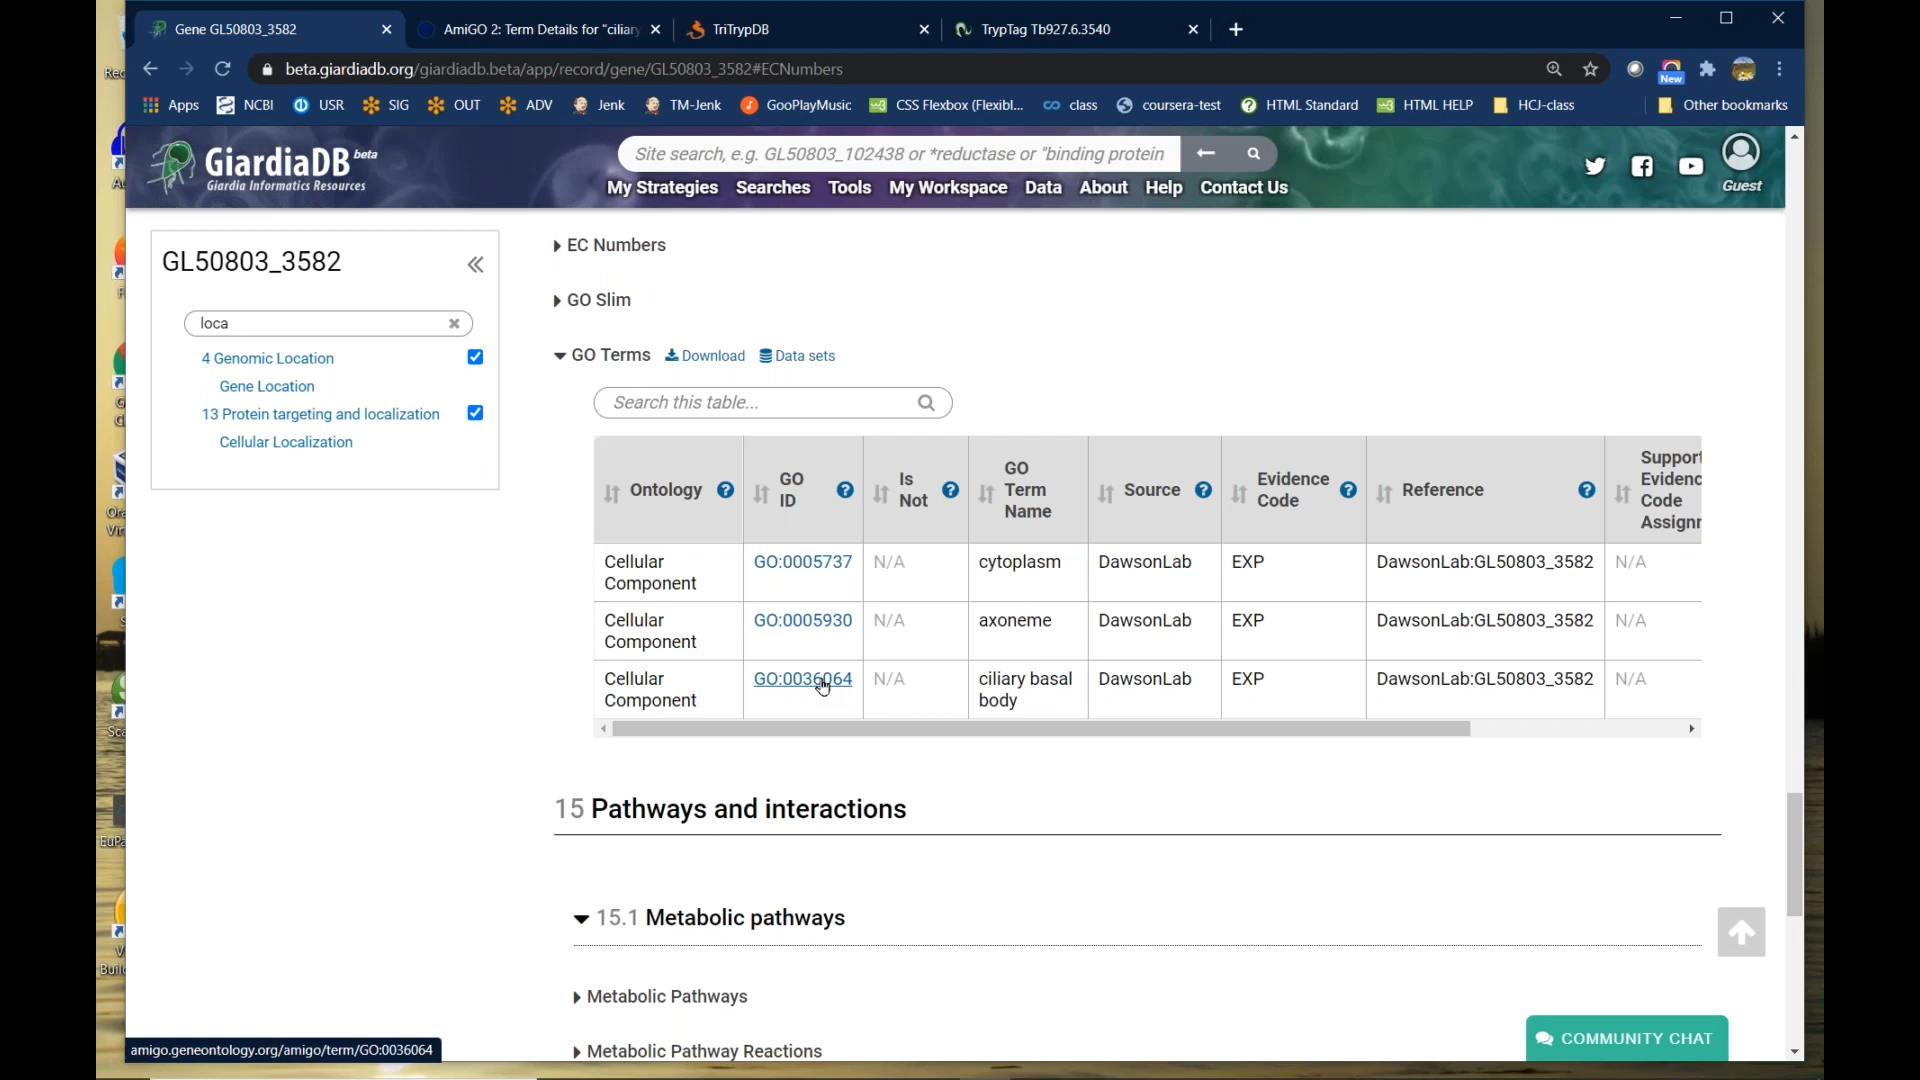 Gene GL50803_3582
AmiGO 2: Term Details for "ciliary
TriTrypDB
TrypTag Tb927.6.3540
beta.giardiadb.org/giardiadb.beta/app/record/gene/GL50803_3582#ECNumbers
New
Apps NCBI USR SIG OUT ADV Jenk TM-Jenk GooPlayMusic CSS Flexbox (Flexibl... class coursera-test HTML Standard HTML HELP HCJ-class Other bookmarks
GiardiaDB beta
Giardia Informatics Resources
Site search, e.g. GL50803_102438 or *reductase or "binding protein
My Strategies Searches Tools My Workspace Data About Help Contact Us
Guest
GL50803_3582
loca
4 Genomic Location
Gene Location
13 Protein targeting and localization
Cellular Localization
EC Numbers
GO Slim
GO Terms Download Data sets
Search this table...
Ontology
GO ID
Is Not
GO Term Name
Source
Evidence Code
Reference
Support
Evidenc
Code
Assignm
Cellular Component GO:0005737 N/A cytoplasm DawsonLab EXP DawsonLab:GL50803_3582 N/A
Cellular Component GO:0005930 N/A axoneme DawsonLab EXP DawsonLab:GL50803_3582 N/A
Cellular Component GO:0036064 N/A ciliary basal body DawsonLab EXP DawsonLab:GL50803_3582 N/A
15 Pathways and interactions
15.1 Metabolic pathways
Metabolic Pathways
Metabolic Pathway Reactions
COMMUNITY CHAT
amigo.geneontology.org/amigo/term/GO:0036064